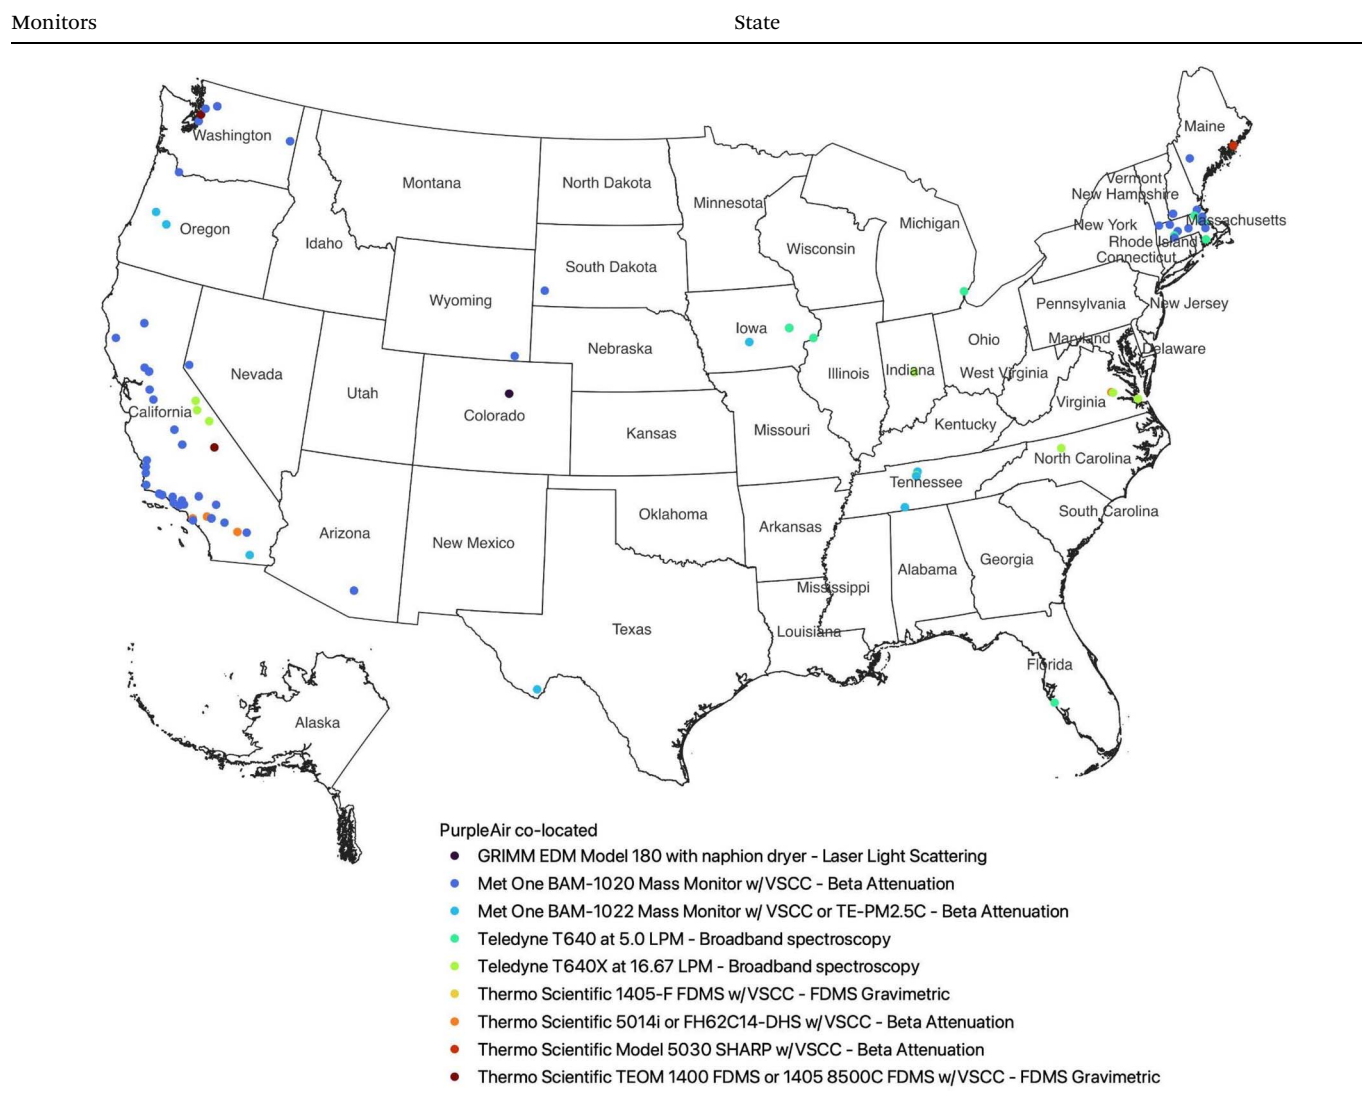 Monitors State
Maine
Washington
Vermont
Montana
North Dakota
New Hampshire
Minnesota
Massachusetts
Michigan
New York
Oregon
Idaho
Rhode Island
Wisconsin
Connecticut
South Dakota
Wyoming
Pennsylvania
New Jersey
Iowa
Ohio
Maryland
Nebraska
Delaware
Nevada
Illinois
Indiana
West Virginia
Utah
Virginia
California
Colorado
Kentucky
Missouri
Kansas
North Carolina
Tennessee
South Carolina
Oklahoma
Arkansas
Arizona
New Mexico
Georgia
Alabama
Mississippi
Texas
Louisiana
Florida
Alaska
PurpleAir co-located
GRIMM EDM Model 180 with naphion dryer - Laser Light Scattering
Met One BAM-1020 Mass Monitor w/VSCC - Beta Attenuation
Met One BAM-1022 Mass Monitor w/ VSCC or TE-PM2.5C - Beta Attenuation
Teledyne T640 at 5.0 LPM - Broadband spectroscopy
Teledyne T640X at 16.67 LPM - Broadband spectroscopy
Thermo Scientific 1405-F FDMS w/VSCC - FDMS Gravimetric
Thermo Scientific 5014i or FH62C14-DHS w/VSCC - Beta Attenuation
Thermo Scientific Model 5030 SHARP w/VSCC - Beta Attenuation
Thermo Scientific TEOM 1400 FDMS or 1405 8500C FDMS w/VSCC - FDMS Gravimetric